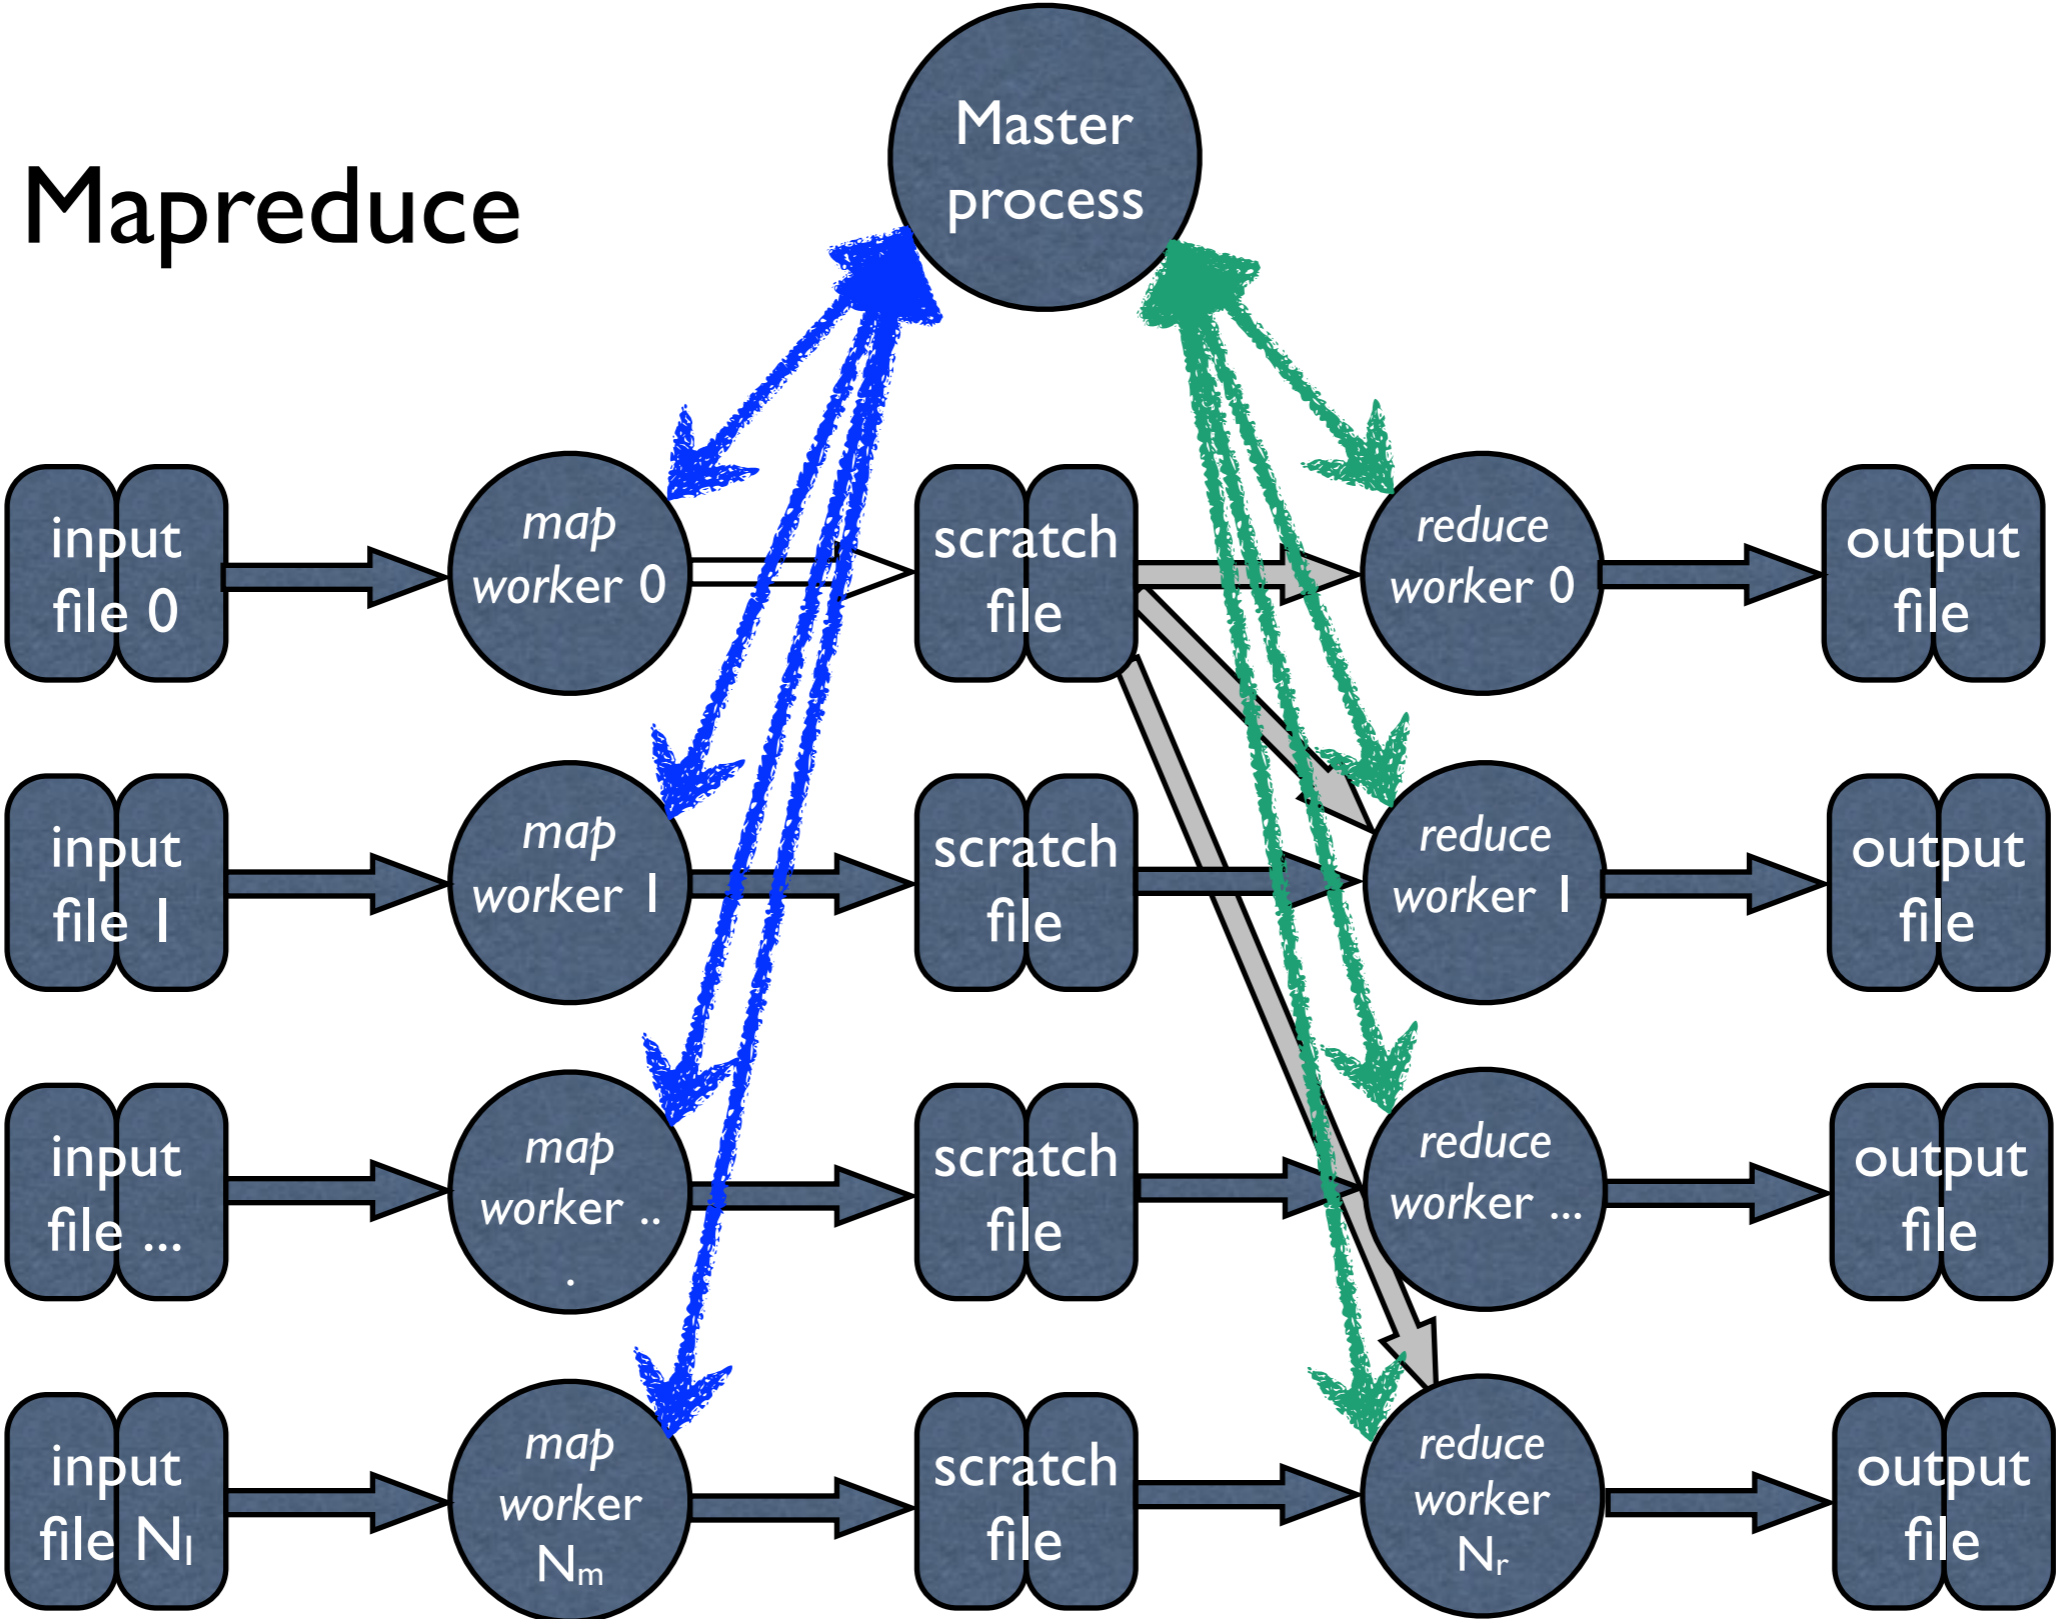 Master
process
Mapreduce
input
file 0
map
worker 0
scratch
file
reduce
worker 0
output
file
input
file 1
map
worker 1
scratch
file
reduce
worker 1
output
file
input
file ...
map
worker ..
.
scratch
file
reduce
worker ...
output
file
input
file NI
map
worker
Nm
scratch
file
reduce
worker
Nr
output
file